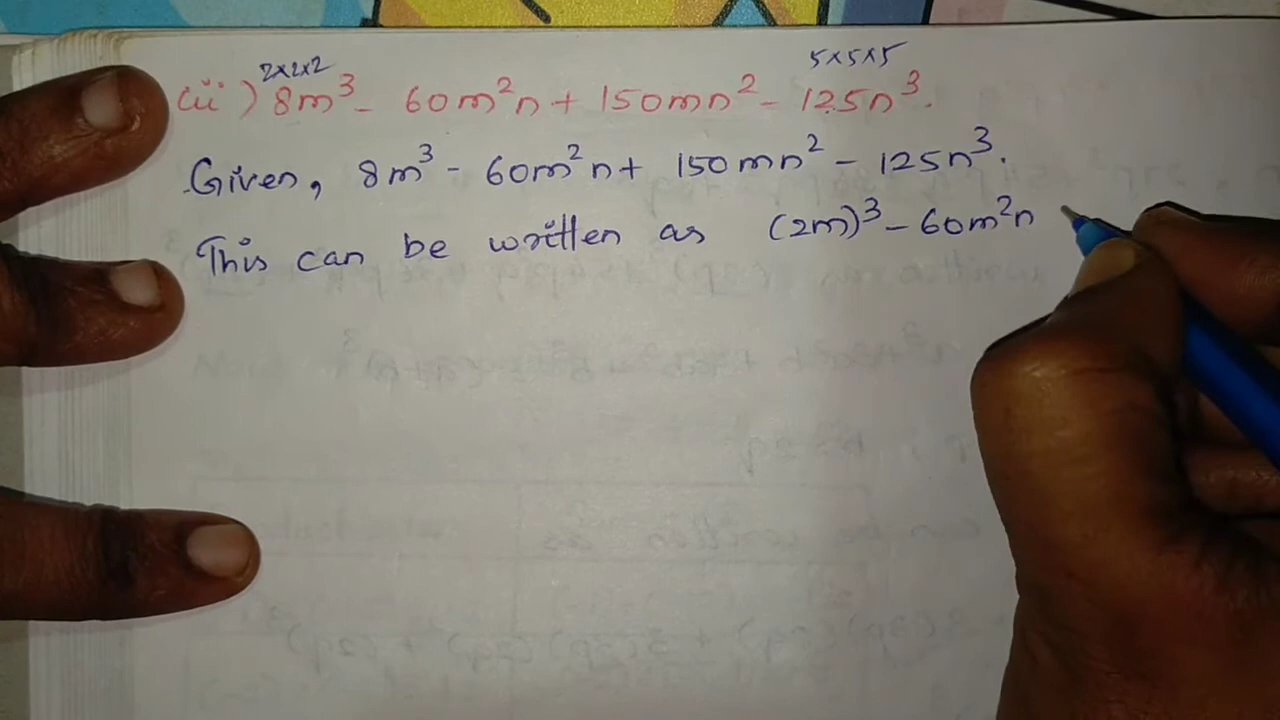 2x2x2 5x5x5
(ii) 8m³ - 60m²n + 150mn² - 125n³.
Given, 8m³ - 60m²n + 150mn² - 125n³.
This can be written as (2m)³ - 60m²n